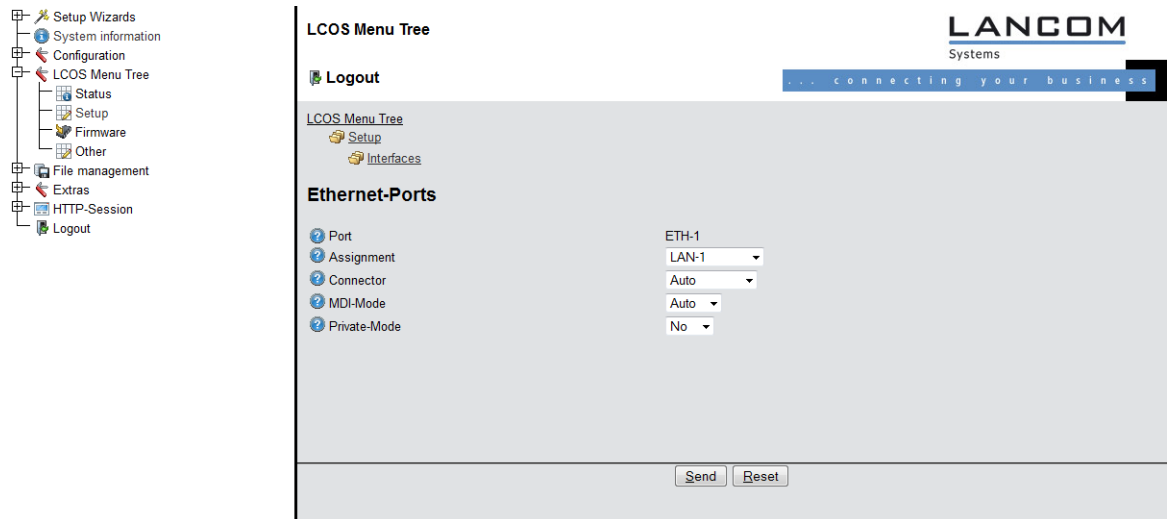 Setup Wizards
System information
Configuration
LCOS Menu Tree
Status
Setup
Firmware
Other
File management
Extras
HTTP-Session
Logout
LCOS Menu Tree
LANCOM
Systems
Logout
... connecting your business
LCOS Menu Tree
Setup
Interfaces
Ethernet-Ports
Port ETH-1
Assignment LAN-1
Connector Auto
MDI-Mode Auto
Private-Mode No
Send Reset